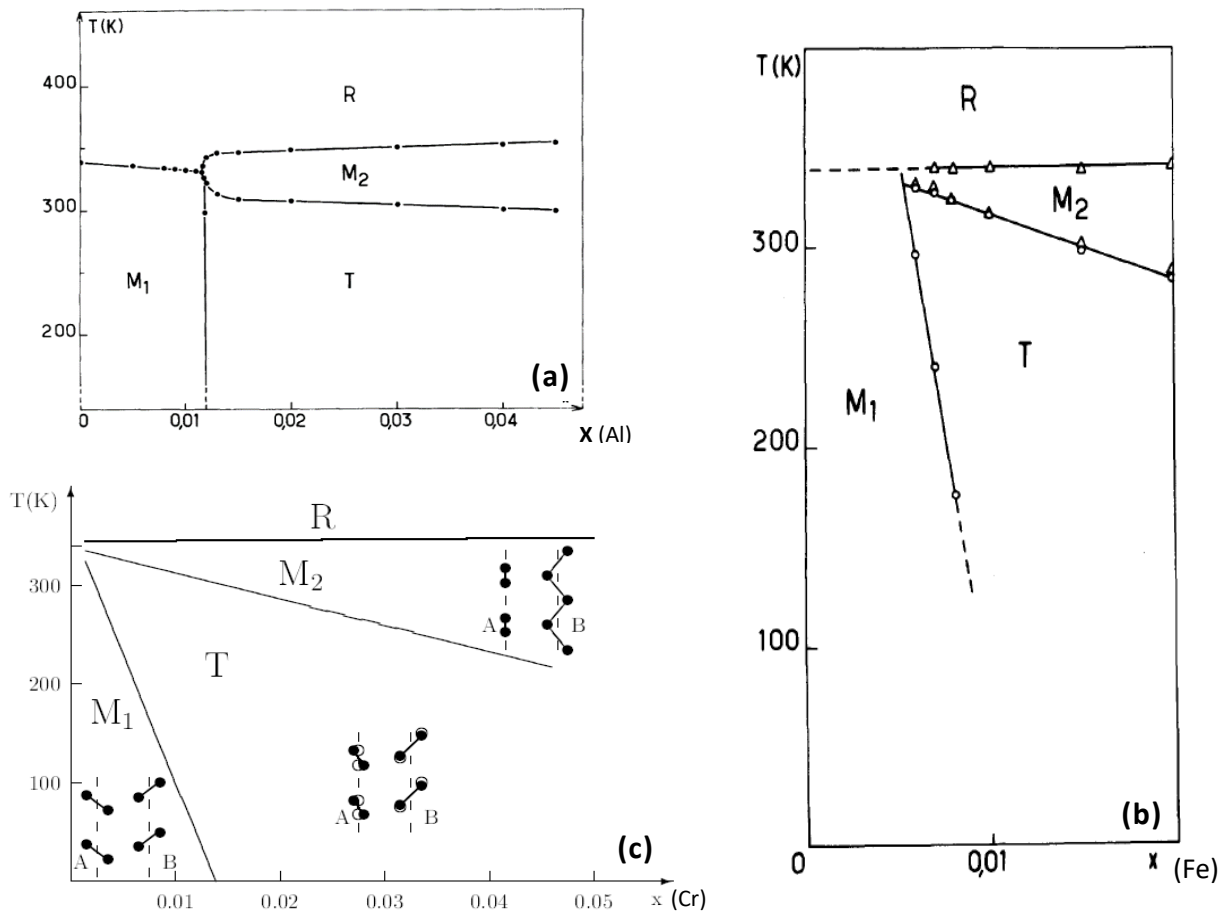 T(K)
400
R
M₂
300
M₁
T
200
(a)
0
0,01
0,02
0,03
0,04
X (Al)
T(K)
R
M₂
300
T
M₁
200
100
(b)
0
0,01
x (Fe)
T(K)
R
300
M₂
A
B
T
200
M₁
100
A
B
A
B
(c)
0.01
0.02
0.03
0.04
0.05
x (Cr)